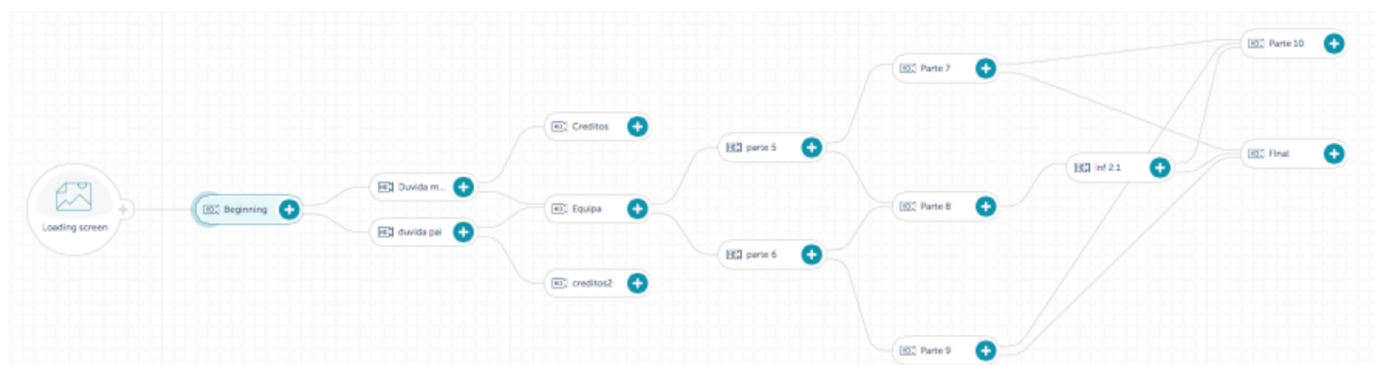 Loading screen
Beginning
Duvida m...
duvida pai
Creditos
Equipa
creditos2
parte 5
parte 6
Parte 7
Parte 8
Parte 9
Inf 2.1
Parte 10
FInal